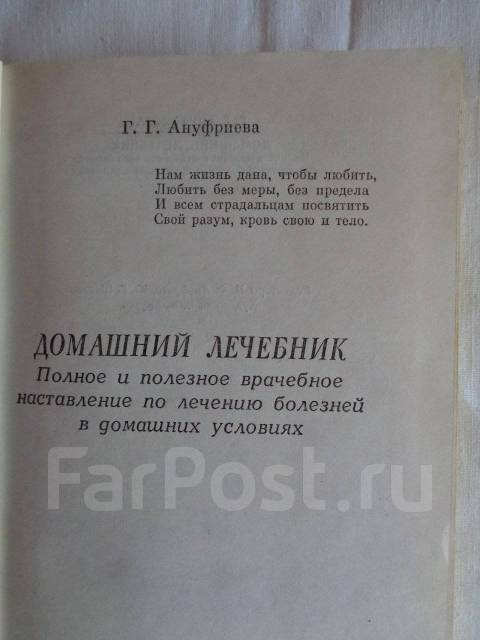 Г. Г. Ануфриева
Нам жизнь дана, чтобы любить,
Любить без меры, без предела
И всем страдальцам посвятить
Свой разум, кровь свою и тело.
ДОМАШНИЙ ЛЕЧЕБНИК
Полное и полезное врачебное
наставление по лечению болезней
в домашних условиях
FarPost.ru